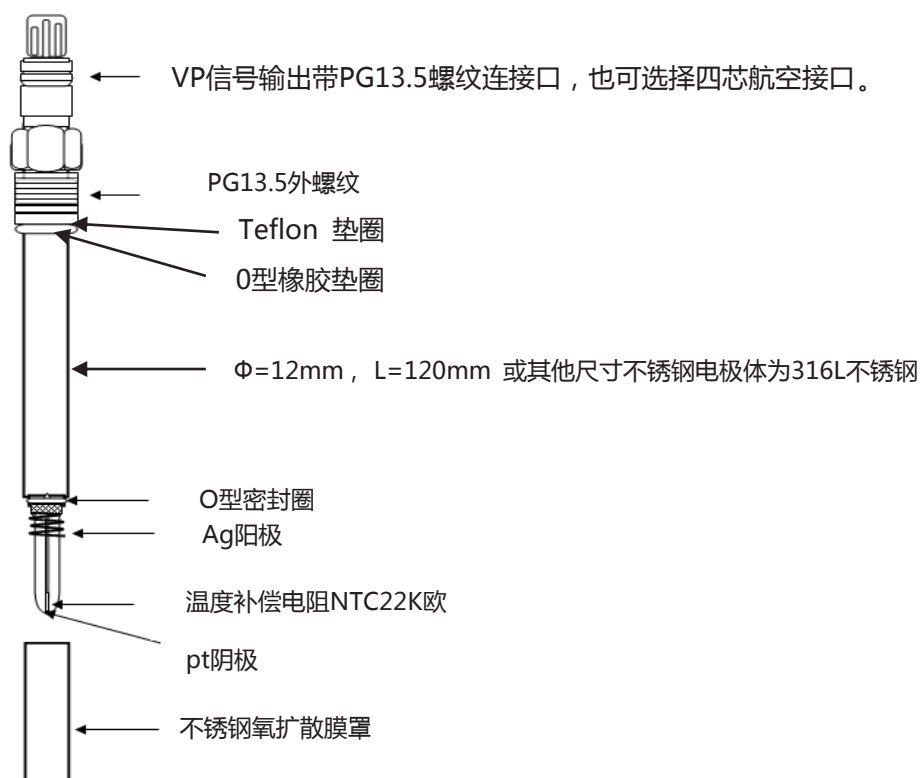 VP信号输出带PG13.5螺纹连接口，也可选择四芯航空接口。
PG13.5外螺纹
Teflon 垫圈
0型橡胶垫圈
Φ=12mm， L=120mm 或其他尺寸不锈钢电极体为316L不锈钢
O型密封圈
Ag阳极
温度补偿电阻NTC22K欧
pt阴极
不锈钢氧扩散膜罩